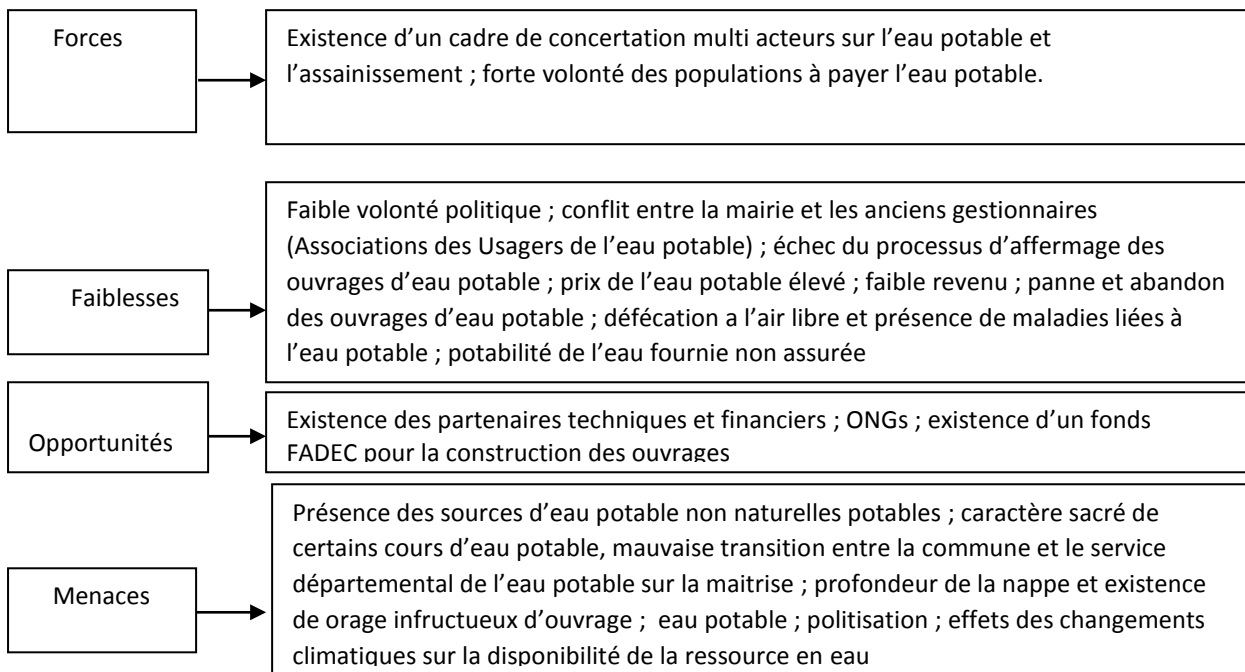 Forces
Existence d’un cadre de concertation multi acteurs sur l’eau potable et
l’assainissement ; forte volonté des populations à payer l’eau potable.
Faiblesses
Faible volonté politique ; conflit entre la mairie et les anciens gestionnaires
(Associations des Usagers de l’eau potable) ; échec du processus d’affermage des
ouvrages d’eau potable ; prix de l’eau potable élevé ; faible revenu ; panne et abandon
des ouvrages d’eau potable ; défécation a l’air libre et présence de maladies liées à
l’eau potable ; potabilité de l’eau fournie non assurée
Opportunités
Existence des partenaires techniques et financiers ; ONGs ; existence d’un fonds
FADEC pour la construction des ouvrages
Menaces
Présence des sources d’eau potable non naturelles potables ; caractère sacré de
certains cours d’eau potable, mauvaise transition entre la commune et le service
départemental de l’eau potable sur la maitrise ; profondeur de la nappe et existence
de orage infructueux d’ouvrage ; eau potable ; politisation ; effets des changements
climatiques sur la disponibilité de la ressource en eau